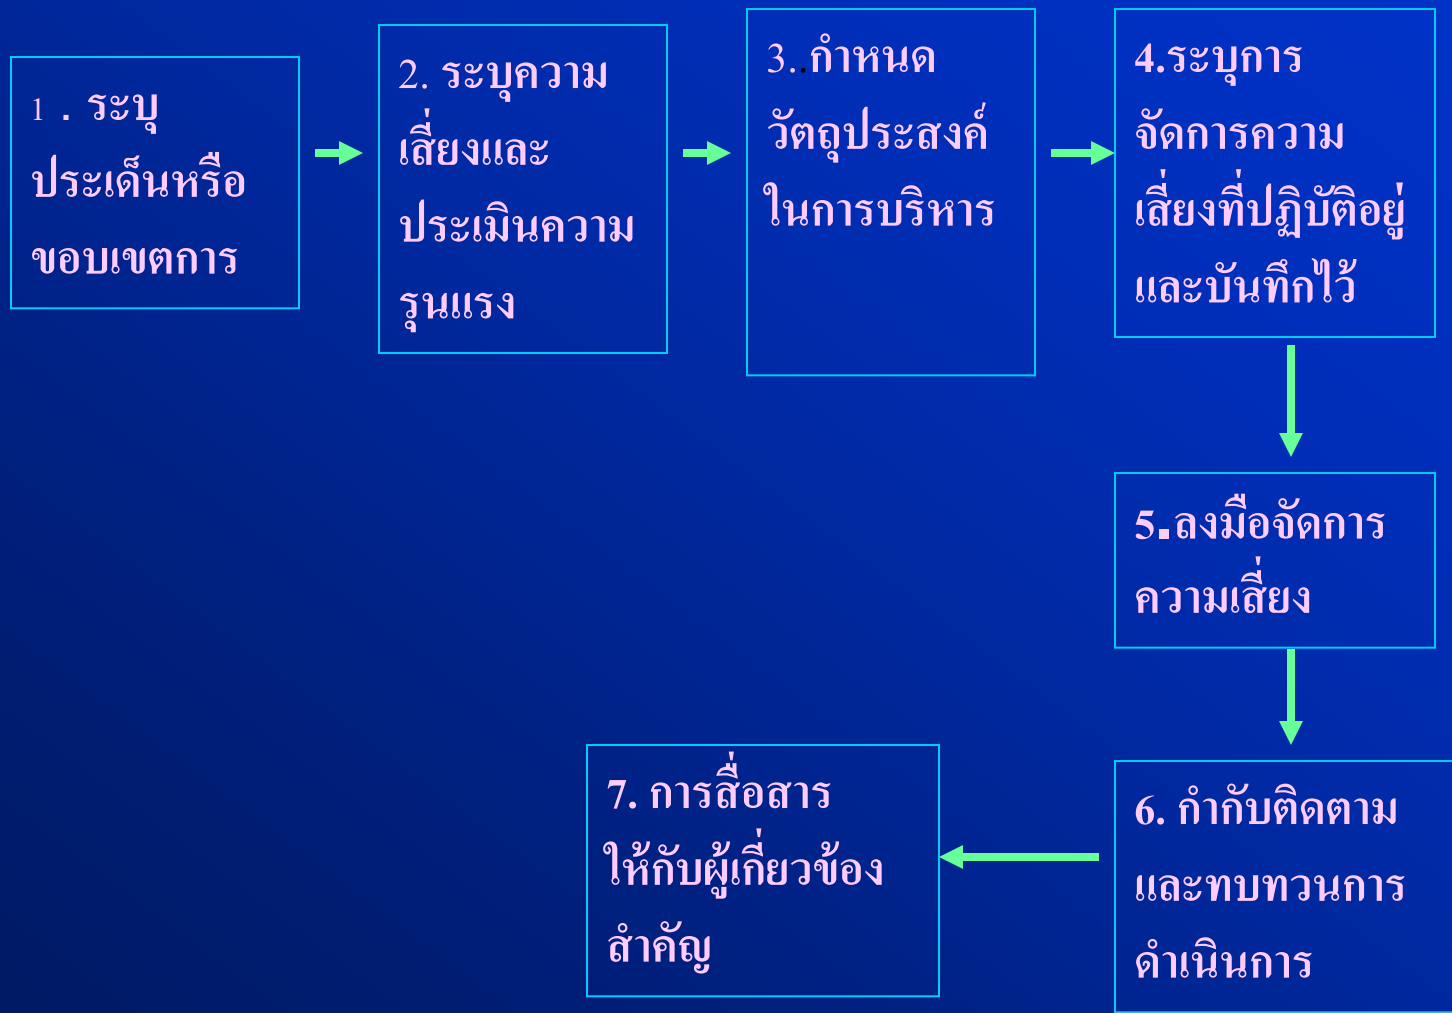 1 . ระบุ
ประเด็นหรือ
ขอบเขตการ
2. ระบุความ
เสี่ยงและ
ประเมินความ
รุนแรง
3..กำหนด
วัตถุประสงค์
ในการบริหาร
4.ระบุการ
จัดการความ
เสี่ยงที่ปฏิบัติอยู่
และบันทึกไว้
5.ลงมือจัดการ
ความเสี่ยง
6. กำกับติดตาม
และทบทวนการ
ดำเนินการ
7. การสื่อสาร
ให้กับผู้เกี่ยวข้อง
สำคัญ